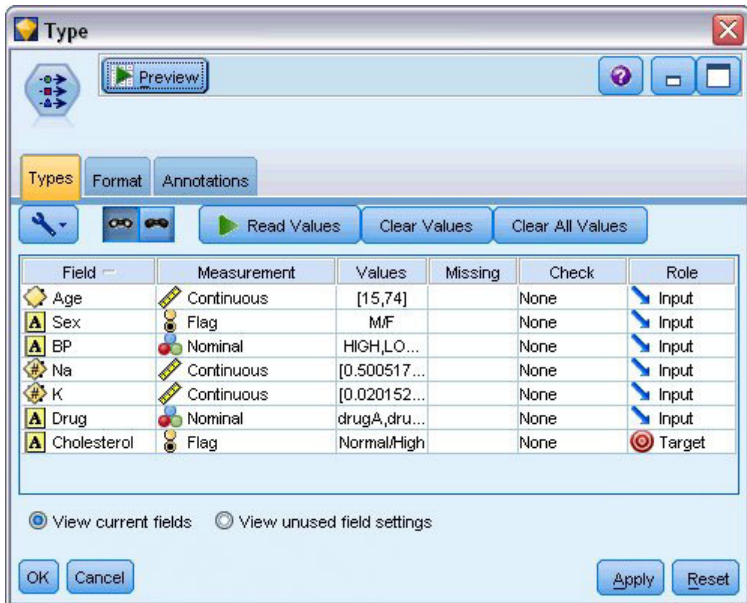 Type
Preview
Types Format Annotations
Read Values Clear Values Clear All Values
Field Measurement Values Missing Check Role
Age Continuous [15,74] None Input
A Sex Flag M/F None Input
A BP Nominal HIGH,LO... None Input
# Na Continuous [0.500517... None Input
# K Continuous [0.020152... None Input
A Drug Nominal drugA,dru... None Input
A Cholesterol Flag Normal/High None Target
View current fields View unused field settings
OK Cancel Apply Reset